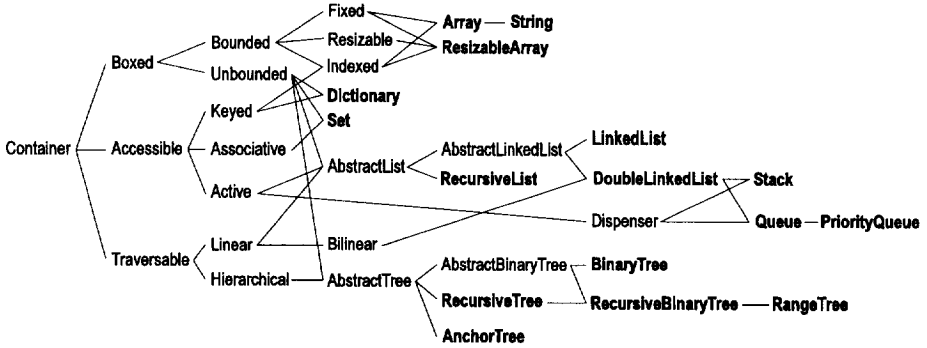 Fixed
Array
String
Bounded
Resizable
ResizableArray
Boxed
Indexed
Unbounded
Dictionary
Keyed
Set
Container
Accessible
Associative
AbstractList
AbstractLinkedList
LinkedList
RecursiveList
DoubleLinkedList
Stack
Active
Dispenser
Queue
PriorityQueue
Linear
Bilinear
Traversable
Hierarchical
AbstractTree
AbstractBinaryTree
BinaryTree
RecursiveTree
RecursiveBinaryTree
RangeTree
AnchorTree